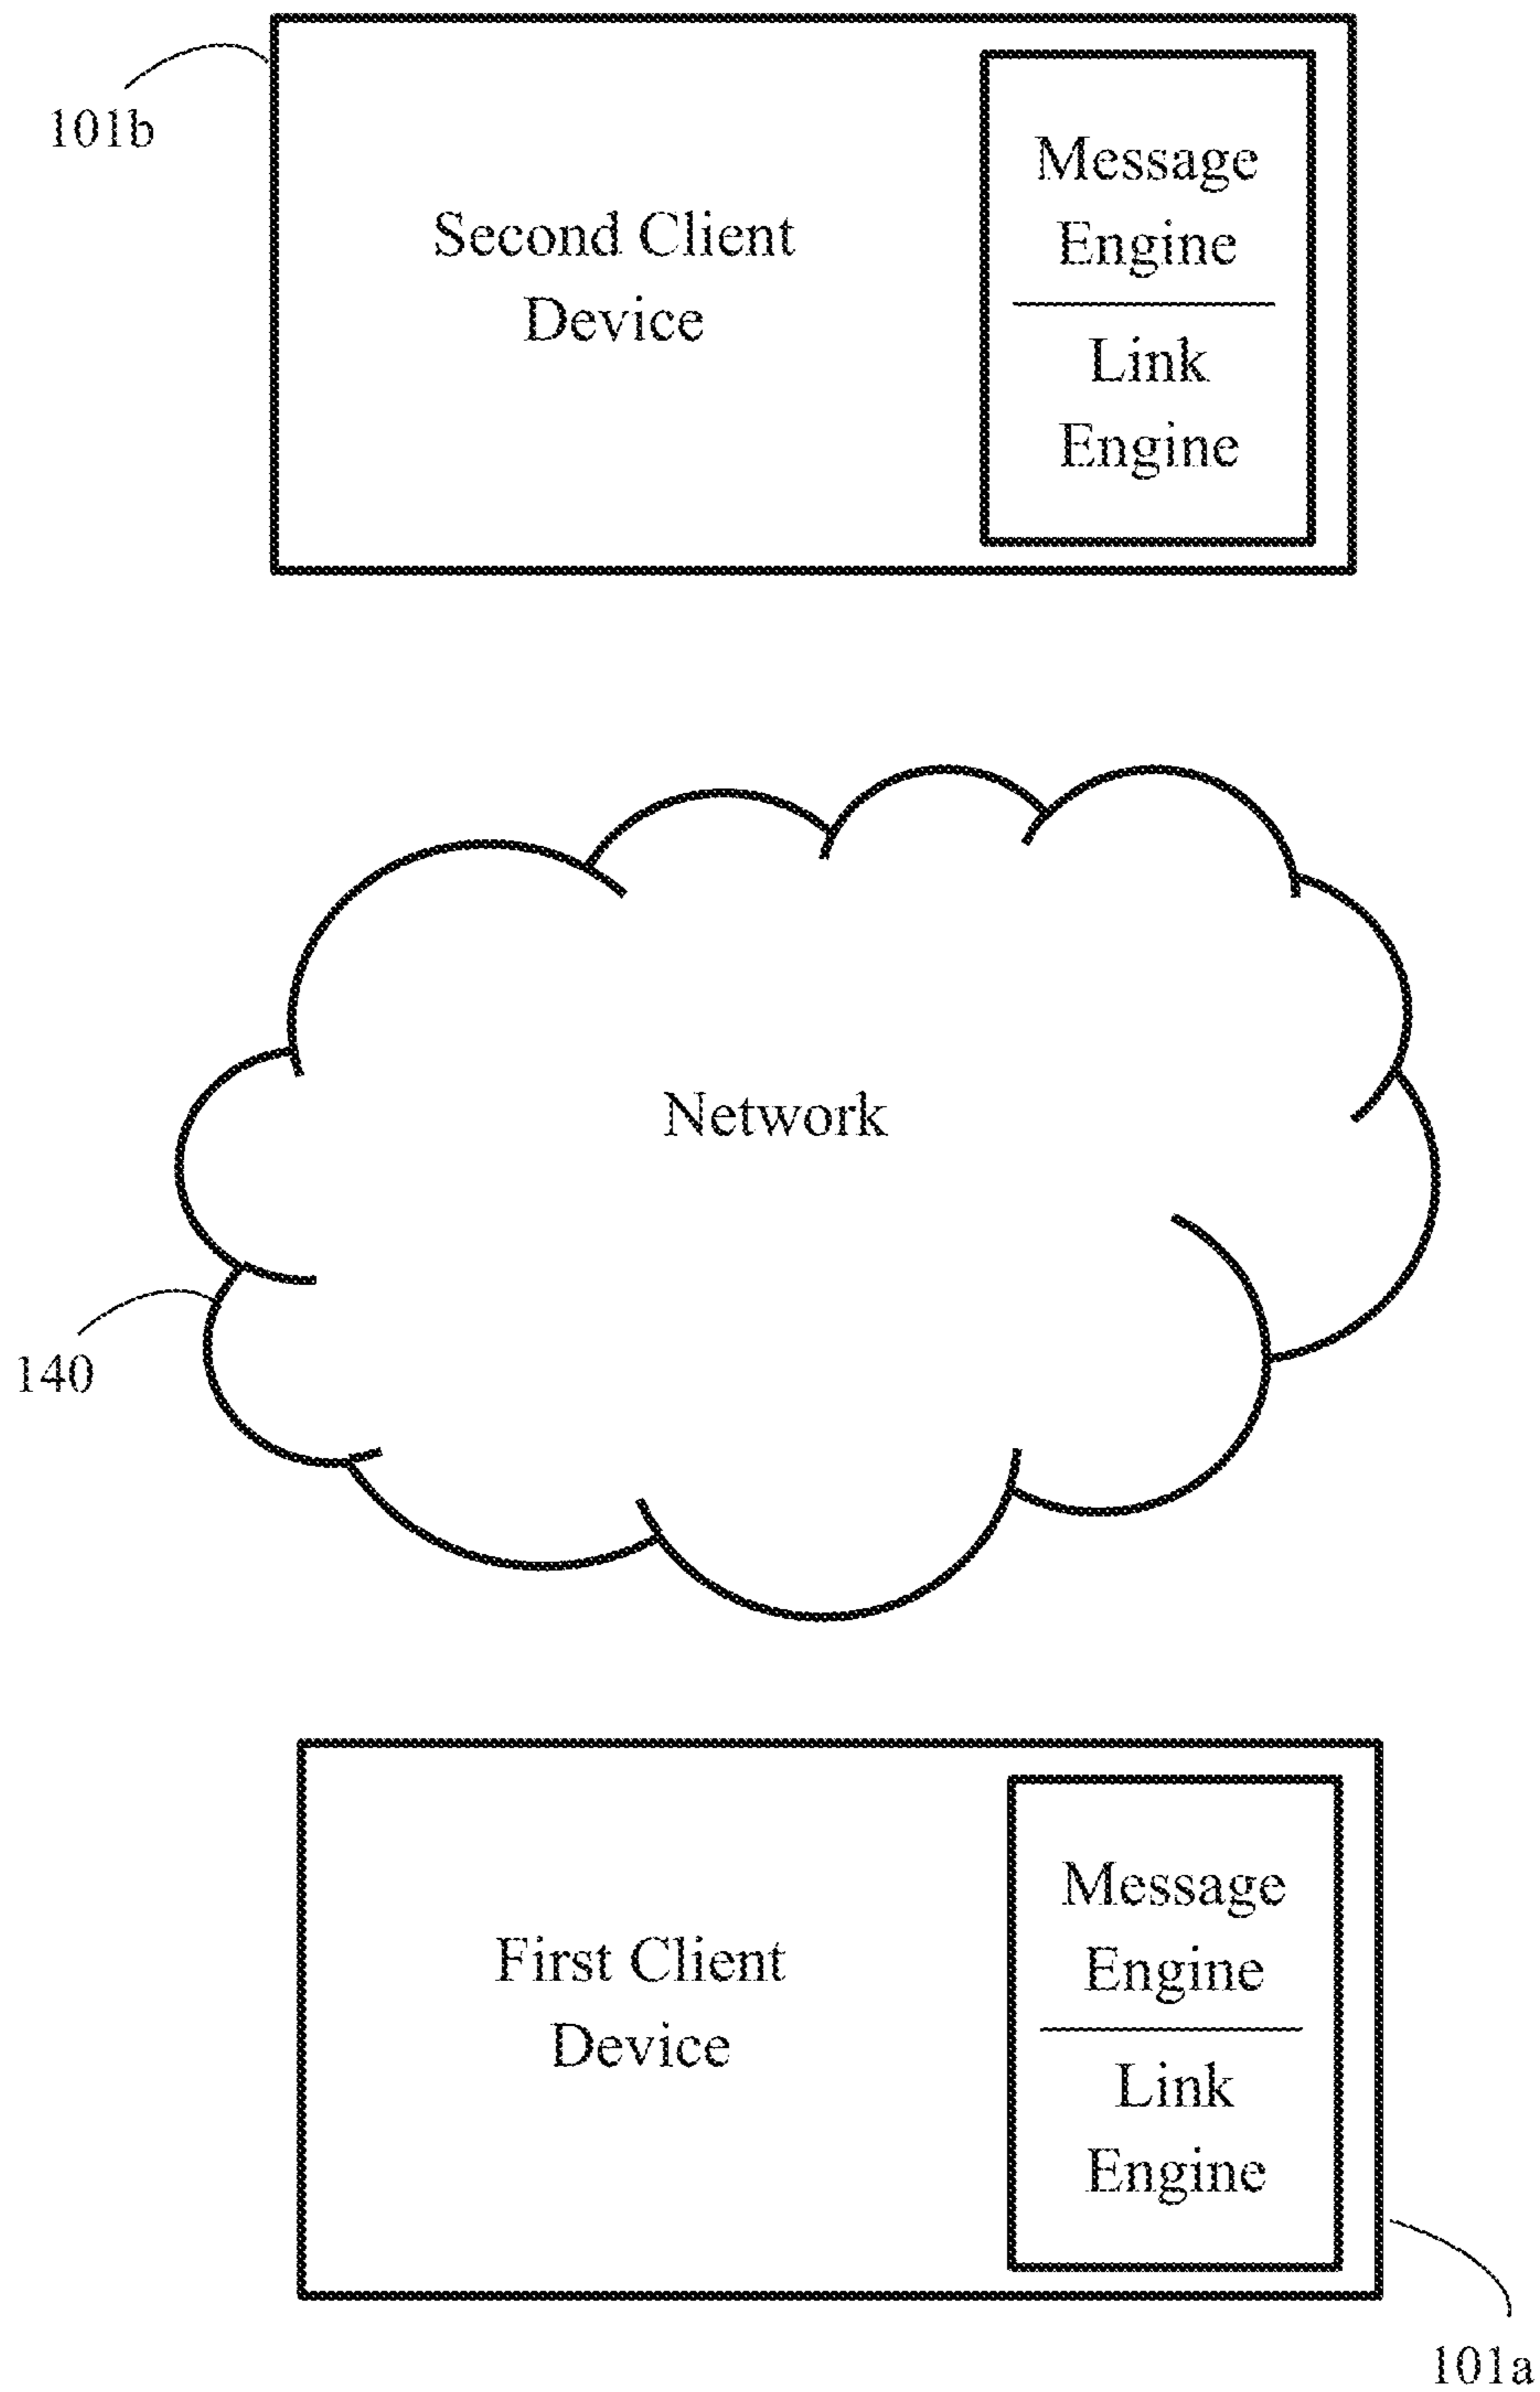 101b
Second Client
Device
Message
Engine
Link
Engine
Network
140
First Client
Device
Message
Engine
Link
Engine
101a